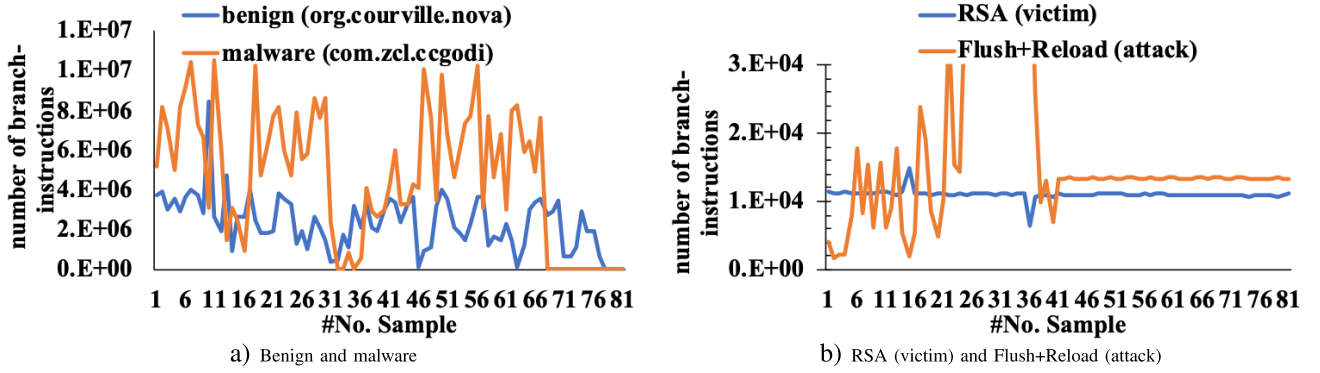 benign (org.courville.nova)
malware (com.zcl.ccgodi)
number of branch-
instructions
1.E+07
1.E+07
8.E+06
6.E+06
4.E+06
2.E+06
0.E+00
1 6 11 16 21 26 31 36 41 46 51 56 61 66 71 76 81
#No. Sample
a) Benign and malware
RSA (victim)
Flush+Reload (attack)
number of branch-
instructions
3.E+04
2.E+04
1.E+04
0.E+00
1 6 11 16 21 26 31 36 41 46 51 56 61 66 71 76 81
#No. Sample
b) RSA (victim) and Flush+Reload (attack)